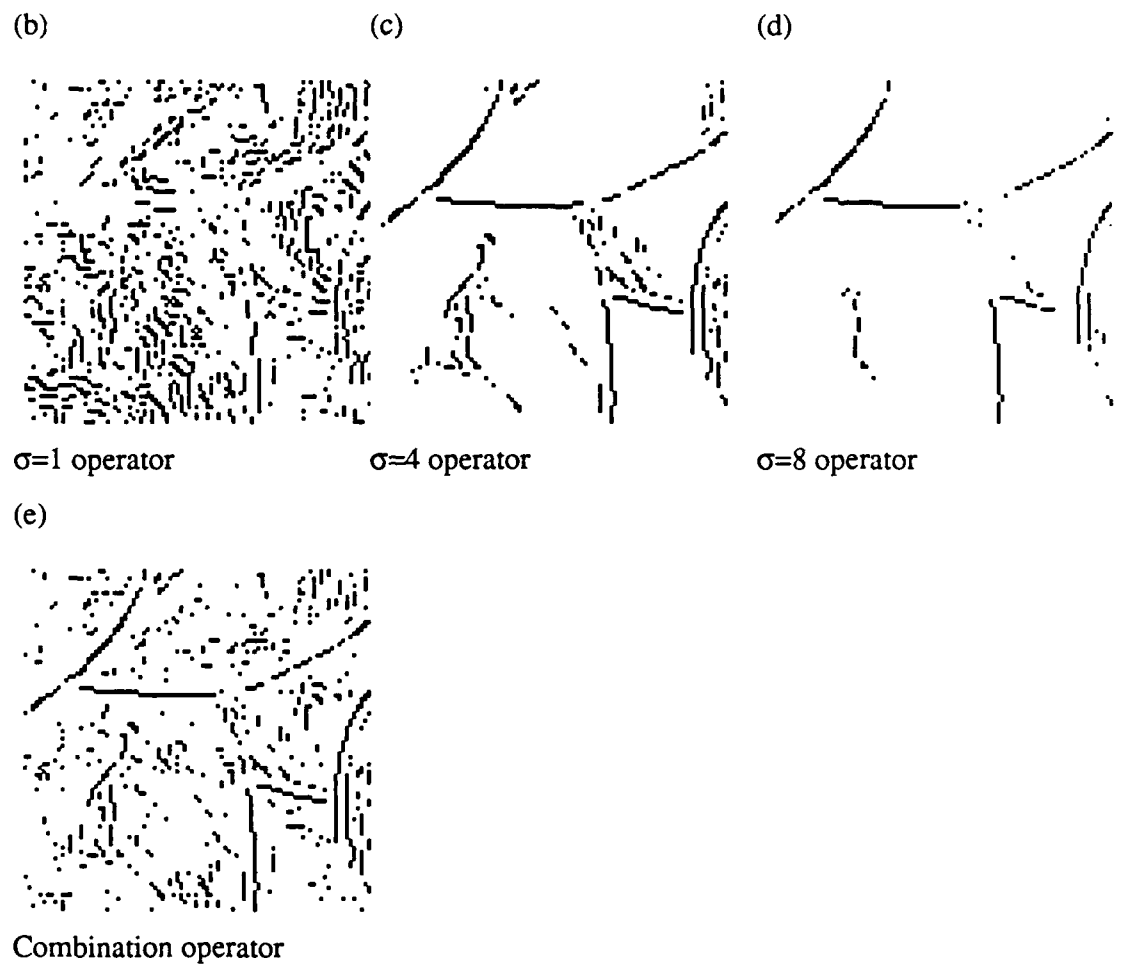 (b) (c) (d)
σ=1 operator σ=4 operator σ=8 operator
(e)
Combination operator